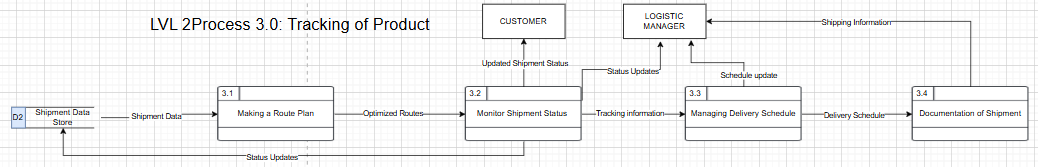 LVL 2Process 3.0: Tracking of Product
CUSTOMER
LOGISTIC
MANAGER
Shipping Information
Updated Shipment Status
Status Updates
Schedule update
3.1
Making a Route Plan
3.2
Monitor Shipment Status
3.3
Managing Delivery Schedule
3.4
Documentation of Shipment
D2
Shipment Data
Store
Shipment Data
Optimized Routes
Tracking information
Delivery Schedule
Status Updates